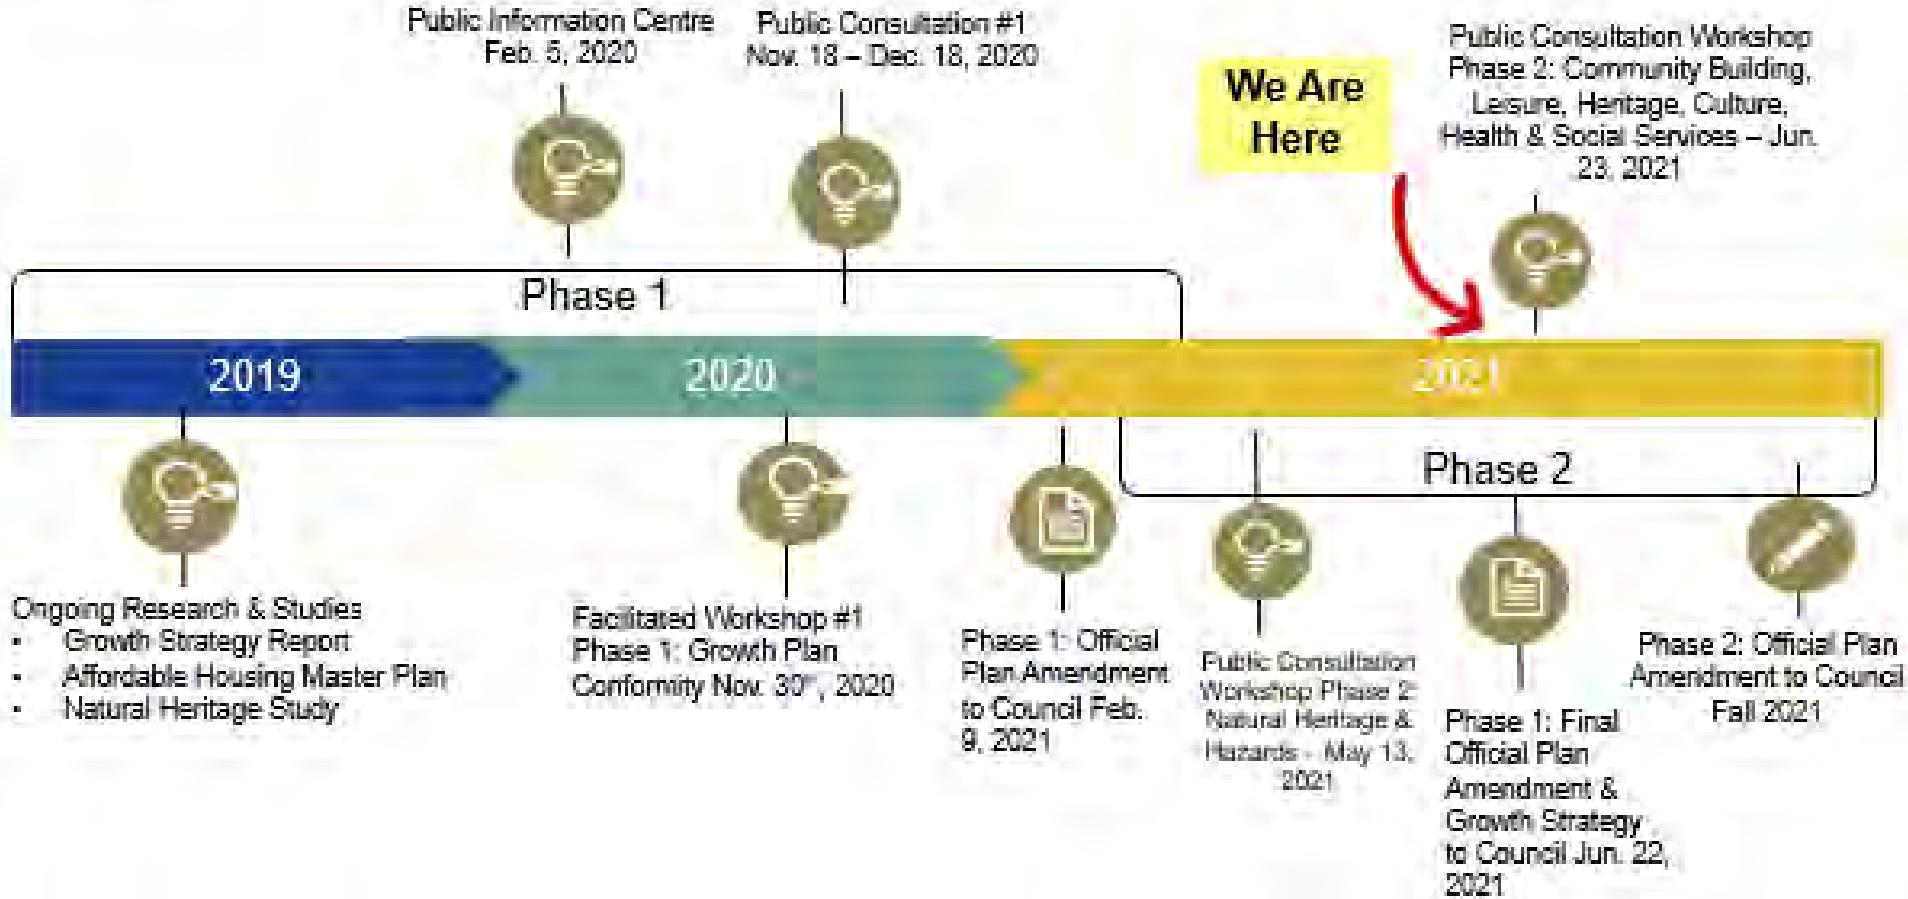 Public Information Centre
Feb. 5, 2020
Public Consultation #1
Nov. 18 – Dec. 18, 2020
We Are
Here
Public Consultation Workshop
Phase 2: Community Building,
Leisure, Heritage, Culture,
Health & Social Services – Jun.
23, 2021
Phase 1
2019
2020
2021
Phase 2
Ongoing Research & Studies
• Growth Strategy Report
• Affordable Housing Master Plan
• Natural Heritage Study
Facilitated Workshop #1
Phase 1: Growth Plan
Conformity Nov. 30th, 2020
Phase 1: Official
Plan Amendment
to Council Feb.
9, 2021
Public Consultation
Workshop Phase 2:
Natural Heritage &
Hazards - May 13,
2021
Phase 1: Final
Official Plan
Amendment &
Growth Strategy
to Council Jun. 22,
2021
Phase 2: Official Plan
Amendment to Council
Fall 2021